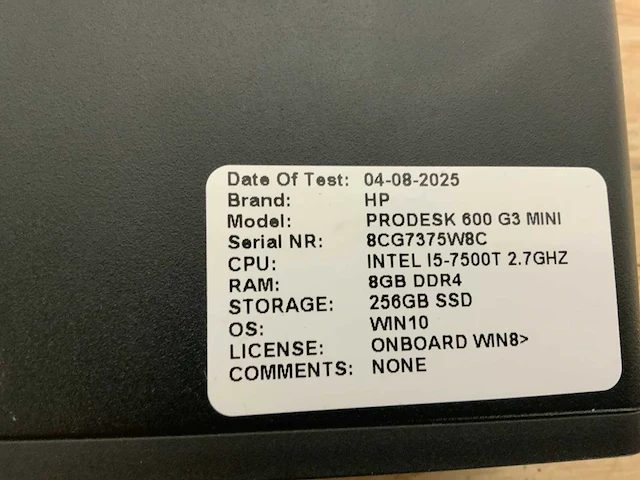 Date Of Test: 04-08-2025
Brand: HP
Model: PRODESK 600 G3 MINI
Serial NR: 8CG7375W8C
CPU: INTEL I5-7500T 2.7GHZ
RAM: 8GB DDR4
STORAGE: 256GB SSD
OS: WIN10
LICENSE: ONBOARD WIN8>
COMMENTS: NONE